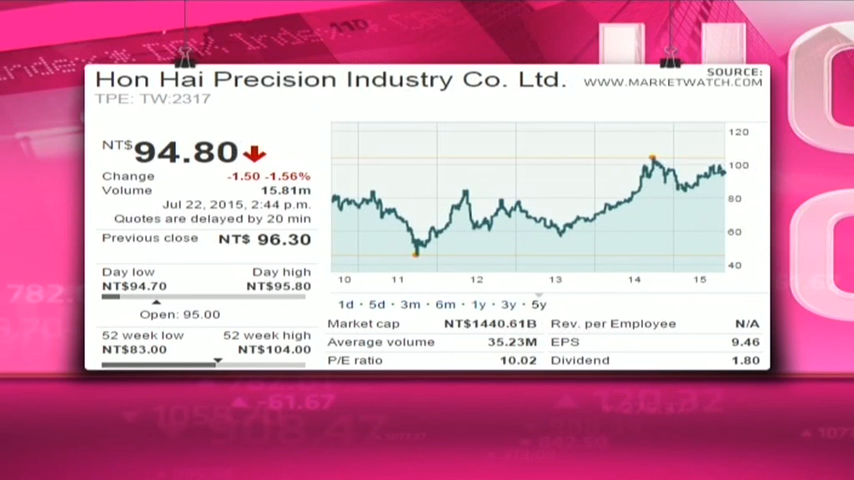 Hon Hai Precision Industry Co. Ltd.
SOURCE:
WWW.MARKETWATCH.COM
TPE: TW:2317
NT$94.80
Change -1.50 -1.56%
Volume 15.81m
Jul 22, 2015, 2:44 p.m.
Quotes are delayed by 20 min
Previous close NT$ 96.30
Day low Day high
NT$94.70 NT$95.80
Open: 95.00
52 week low 52 week high
NT$83.00 NT$104.00
120
100
80
60
40
10 11 12 13 14 15
1d · 5d · 3m · 6m · 1y · 3y · 5y
Market cap NT$1440.61B Rev. per Employee N/A
Average volume 35.23M EPS 9.46
P/E ratio 10.02 Dividend 1.80
-61.67